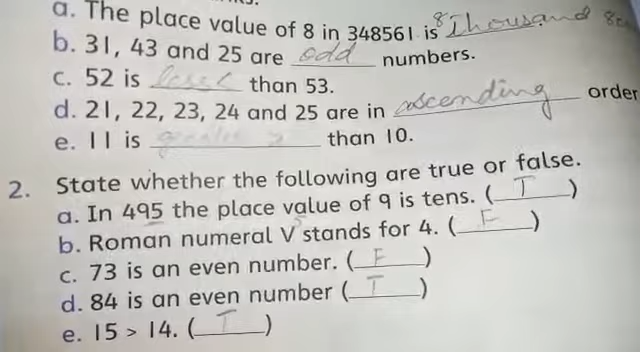 a. The place value of 8 in 348561 is 8 Thousand
b. 31, 43 and 25 are odd numbers.
c. 52 is than 53.
d. 21, 22, 23, 24 and 25 are in ascending order
e. 11 is greater than 10.
2. State whether the following are true or false.
a. In 495 the place value of 9 is tens. ( T )
b. Roman numeral V stands for 4. ( F )
5
c. 73 is an even number. ( F )
d. 84 is an even number ( T )
e. 15 > 14. ( T )